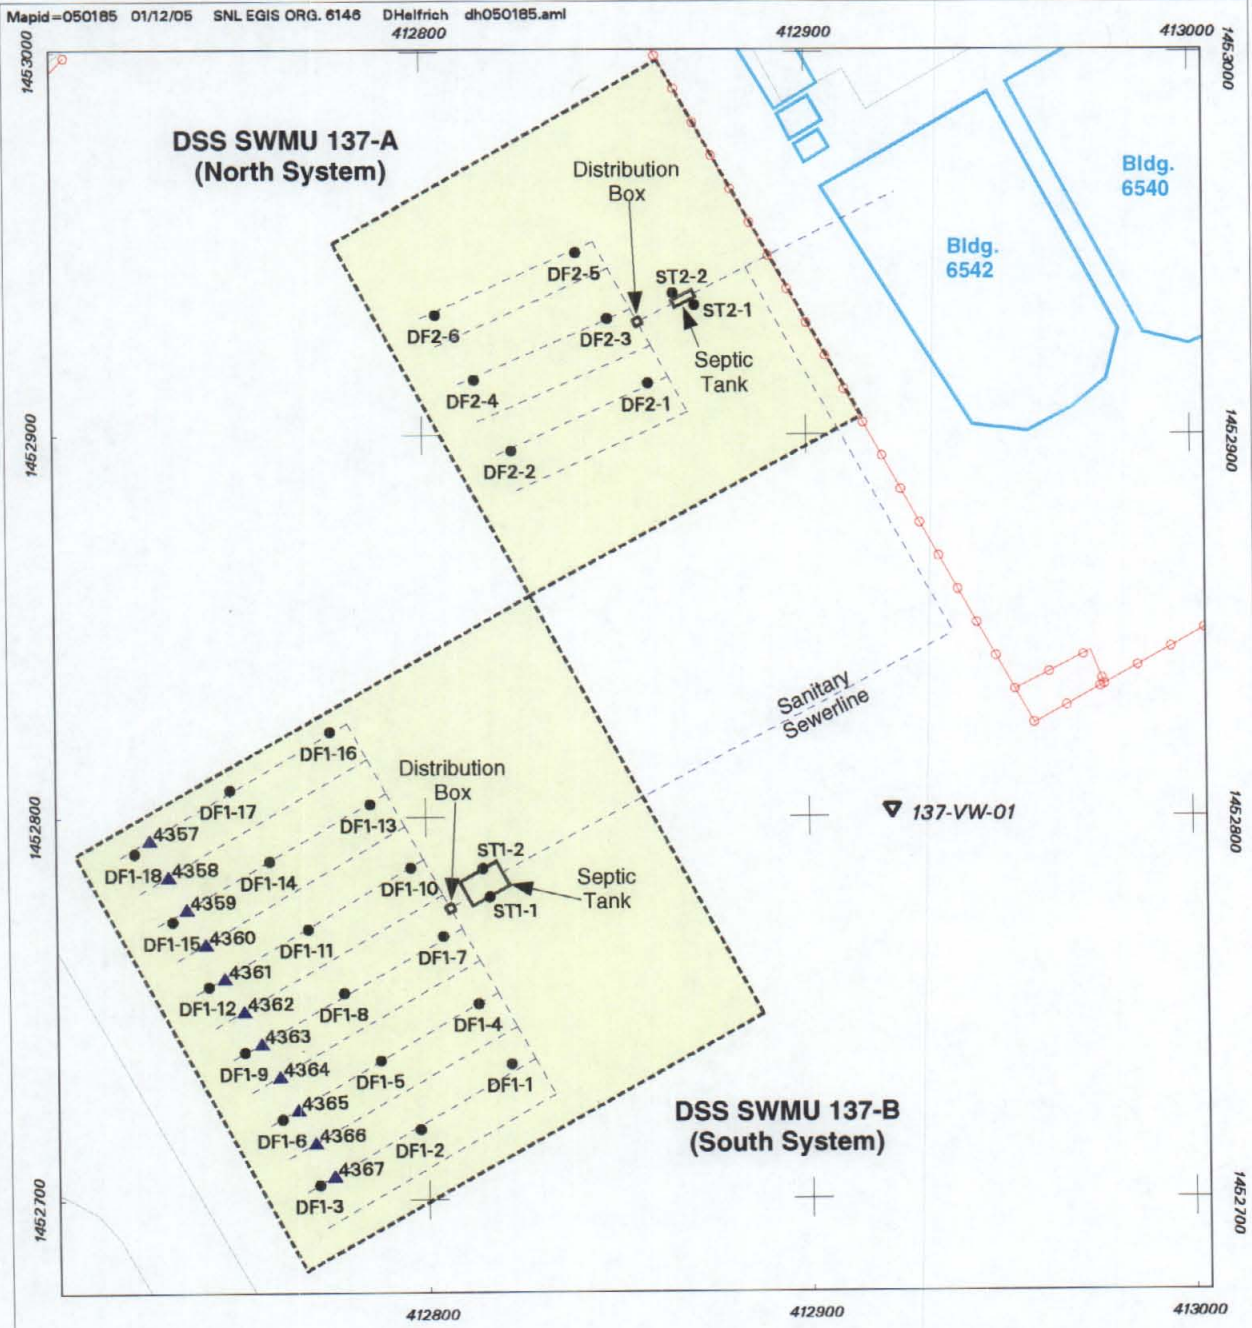 Mapid=050185 01/12/05 SNL EGIS ORG. 6146 DHelfrich dh050185.aml
412800
412900
413000
1453000
1453000
DSS SWMU 137-A
(North System)
Distribution
Box
Bldg.
6540
Bldg.
6542
DF2-5
ST2-2
ST2-1
DF2-6
DF2-3
Septic
Tank
DF2-4
DF2-1
DF2-2
1452900
1452900
Sanitary
Sewerline
DF1-16
Distribution
Box
DF1-17
137-VW-01
1452800
1452800
DF1-13
4357
ST1-2
DF1-18
4358
DF1-14
DF1-10
Septic
Tank
4359
ST1-1
DF1-15
4360
DF1-11
DF1-7
4361
DF1-12
4362
DF1-8
DF1-4
4363
DF1-9
4364
DF1-5
DF1-1
4365
DSS SWMU 137-B
(South System)
DF1-6
4366
DF1-2
4367
DF1-3
1452700
1452700
412800
412900
413000